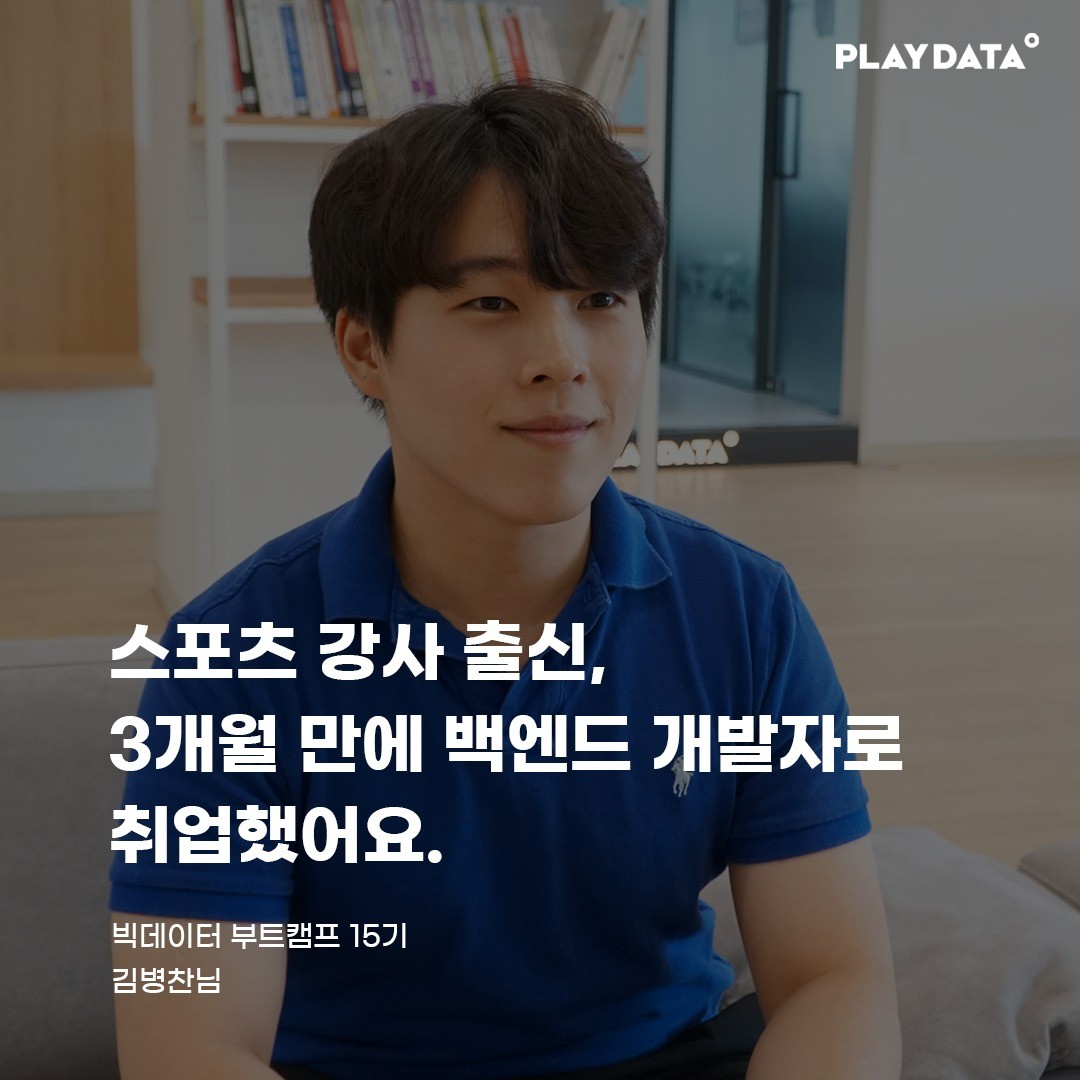 PLAYDATA
PLAYDATA
스포츠 강사 출신,
3개월 만에 백엔드 개발자로
취업했어요.
빅데이터 부트캠프 15기
김병찬님